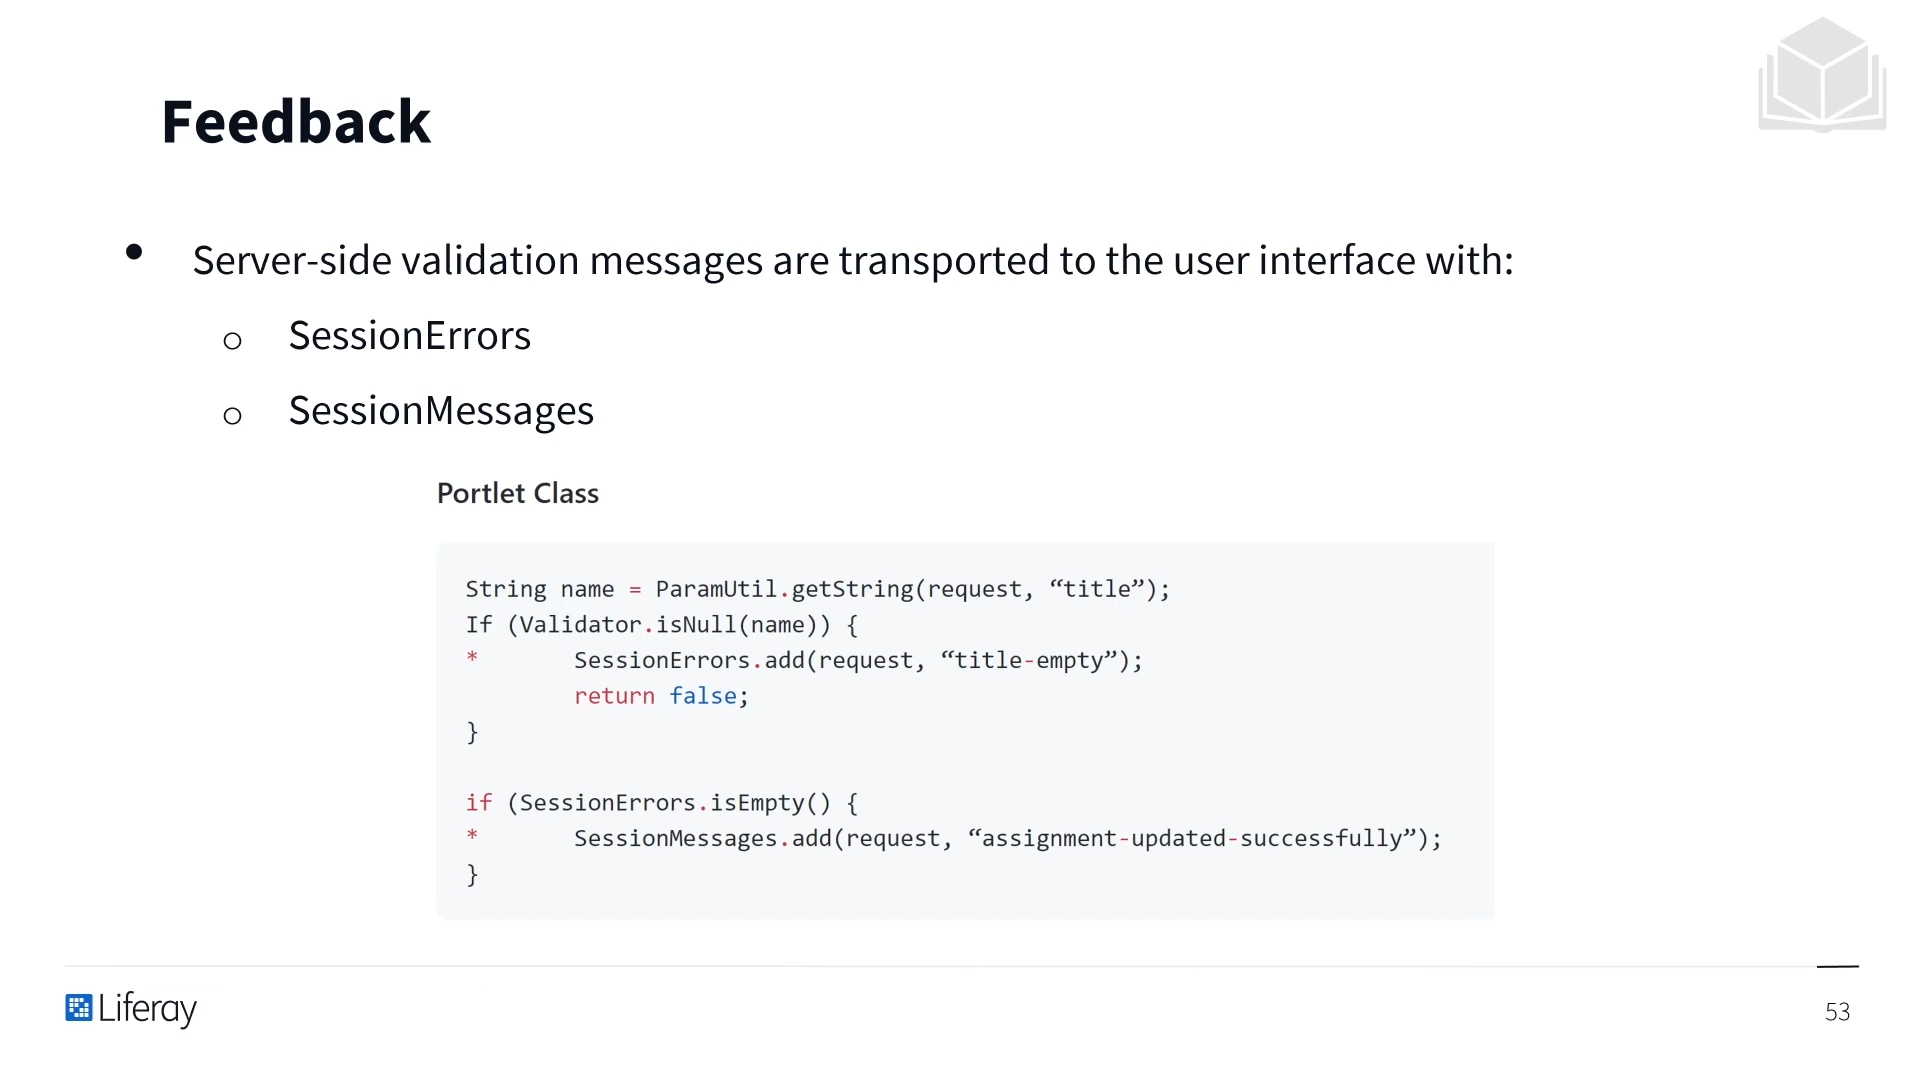 Feedback
• Server-side validation messages are transported to the user interface with:
o SessionErrors
o SessionMessages
Portlet Class
String name = ParamUtil.getString(request, “title”);
If (Validator.isNull(name)) {
* SessionErrors.add(request, “title-empty”);
return false;
}
if (SessionErrors.isEmpty() {
* SessionMessages.add(request, “assignment-updated-successfully”);
}
Liferay
53